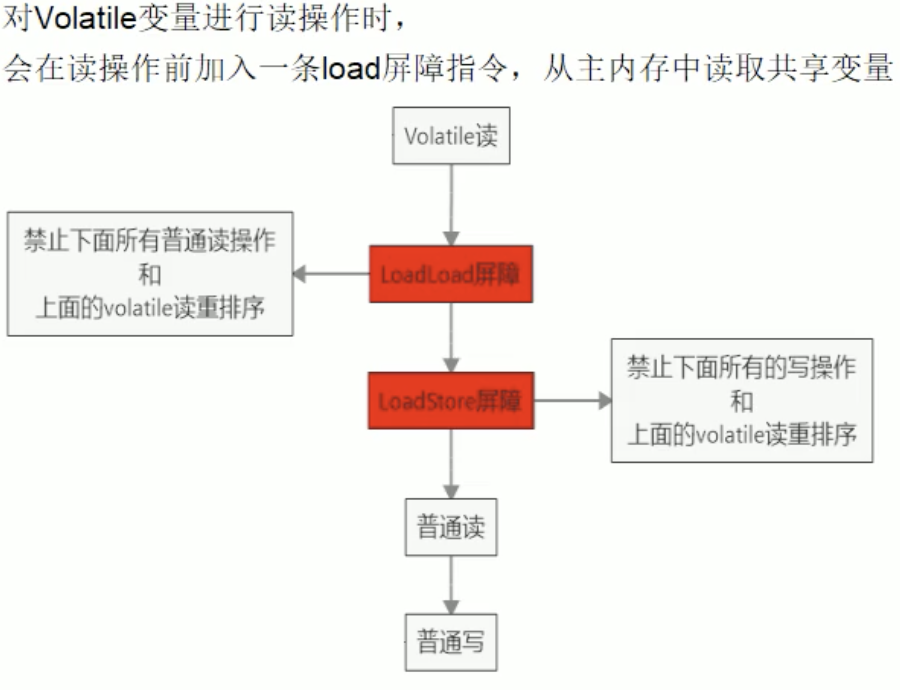 对Volatile变量进行读操作时，
会在读操作前加入一条load屏障指令，从主内存中读取共享变量
Volatile读
禁止下面所有普通读操作
和
上面的volatile读重排序
LoadLoad屏障
LoadStore屏障
禁止下面所有的写操作
和
上面的volatile读重排序
普通读
普通写